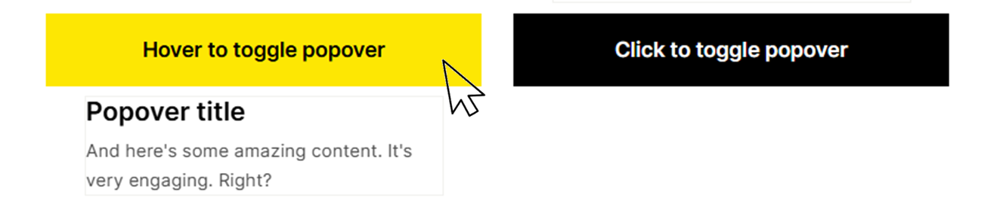 Hover to toggle popover
Click to toggle popover
Popover title
And here's some amazing content. It's
very engaging. Right?